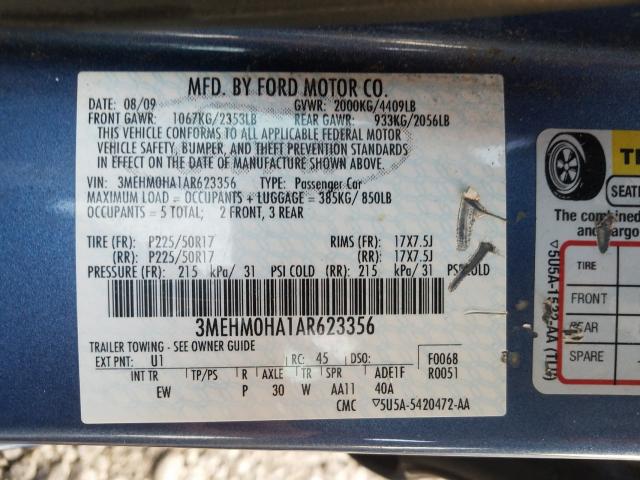 MFD. BY FORD MOTOR CO.
DATE: 08/09 GVWR: 2000KG/4409LB
FRONT GAWR: 1067KG/2353LB REAR GAWR: 933KG/2056LB
THIS VEHICLE CONFORMS TO ALL APPLICABLE FEDERAL MOTOR
VEHICLE SAFETY, BUMPER, AND THEFT PREVENTION STANDARDS
IN EFFECT ON THE DATE OF MANUFACTURE SHOWN ABOVE.
VIN: 3MEHM0HA1AR623356 TYPE: Passenger Car
MAXIMUM LOAD = OCCUPANTS + LUGGAGE = 385KG/ 850LB
OCCUPANTS = 5 TOTAL; 2 FRONT, 3 REAR
TIRE (FR): P225/50R17 RIMS (FR): 17X7.5J
(RR): P225/50R17 (RR): 17X7.5J
PRESSURE (FR): 215 kPa/ 31 PSI COLD (RR): 215 kPa/ 31 PSI COLD
3MEHM0HA1AR623356
TRAILER TOWING - SEE OWNER GUIDE
EXT PNT: U1 RC: 45 DSO: F0068
R0051
INT TR TP/PS R AXLE TR SPR ADE1F
EW P 30 W AA11 40A
CMC ▽5U5A-5420472-AA
SEATI
The combined
and cargo
TIRE
FRONT
REAR
SPARE